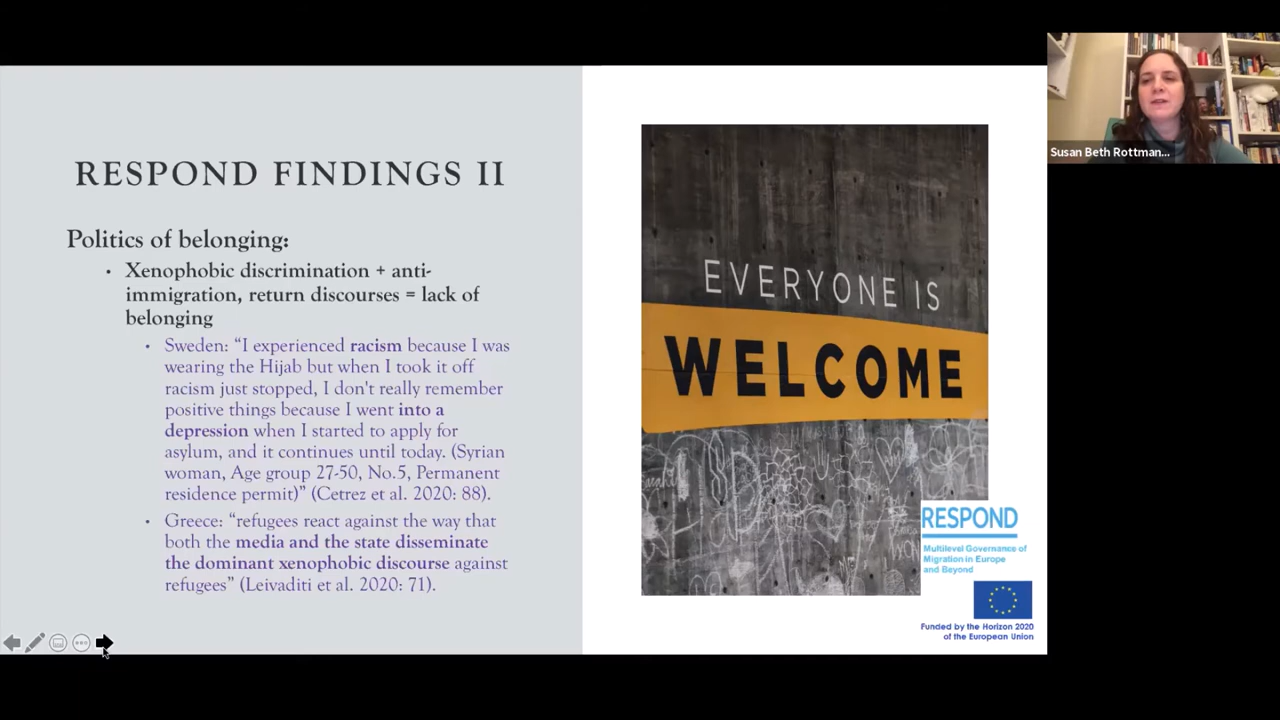 RESPOND FINDINGS II
Politics of belonging:
• Xenophobic discrimination + anti-
immigration, return discourses = lack of
belonging
• Sweden: “I experienced racism because I was
wearing the Hijab but when I took it off
racism just stopped, I don't really remember
positive things because I went into a
depression when I started to apply for
asylum, and it continues until today. (Syrian
woman, Age group 27-50, No.5, Permanent
residence permit)” (Cetrez et al. 2020: 88).
• Greece: “refugees react against the way that
both the media and the state disseminate
the dominant xenophobic discourse against
refugees” (Leivaditi et al. 2020: 71).
EVERYONE IS
WELCOME
RESPOND
Multilevel Governance of
Migration in Europe
and Beyond
Funded by the Horizon 2020
of the European Union
Susan Beth Rottman...